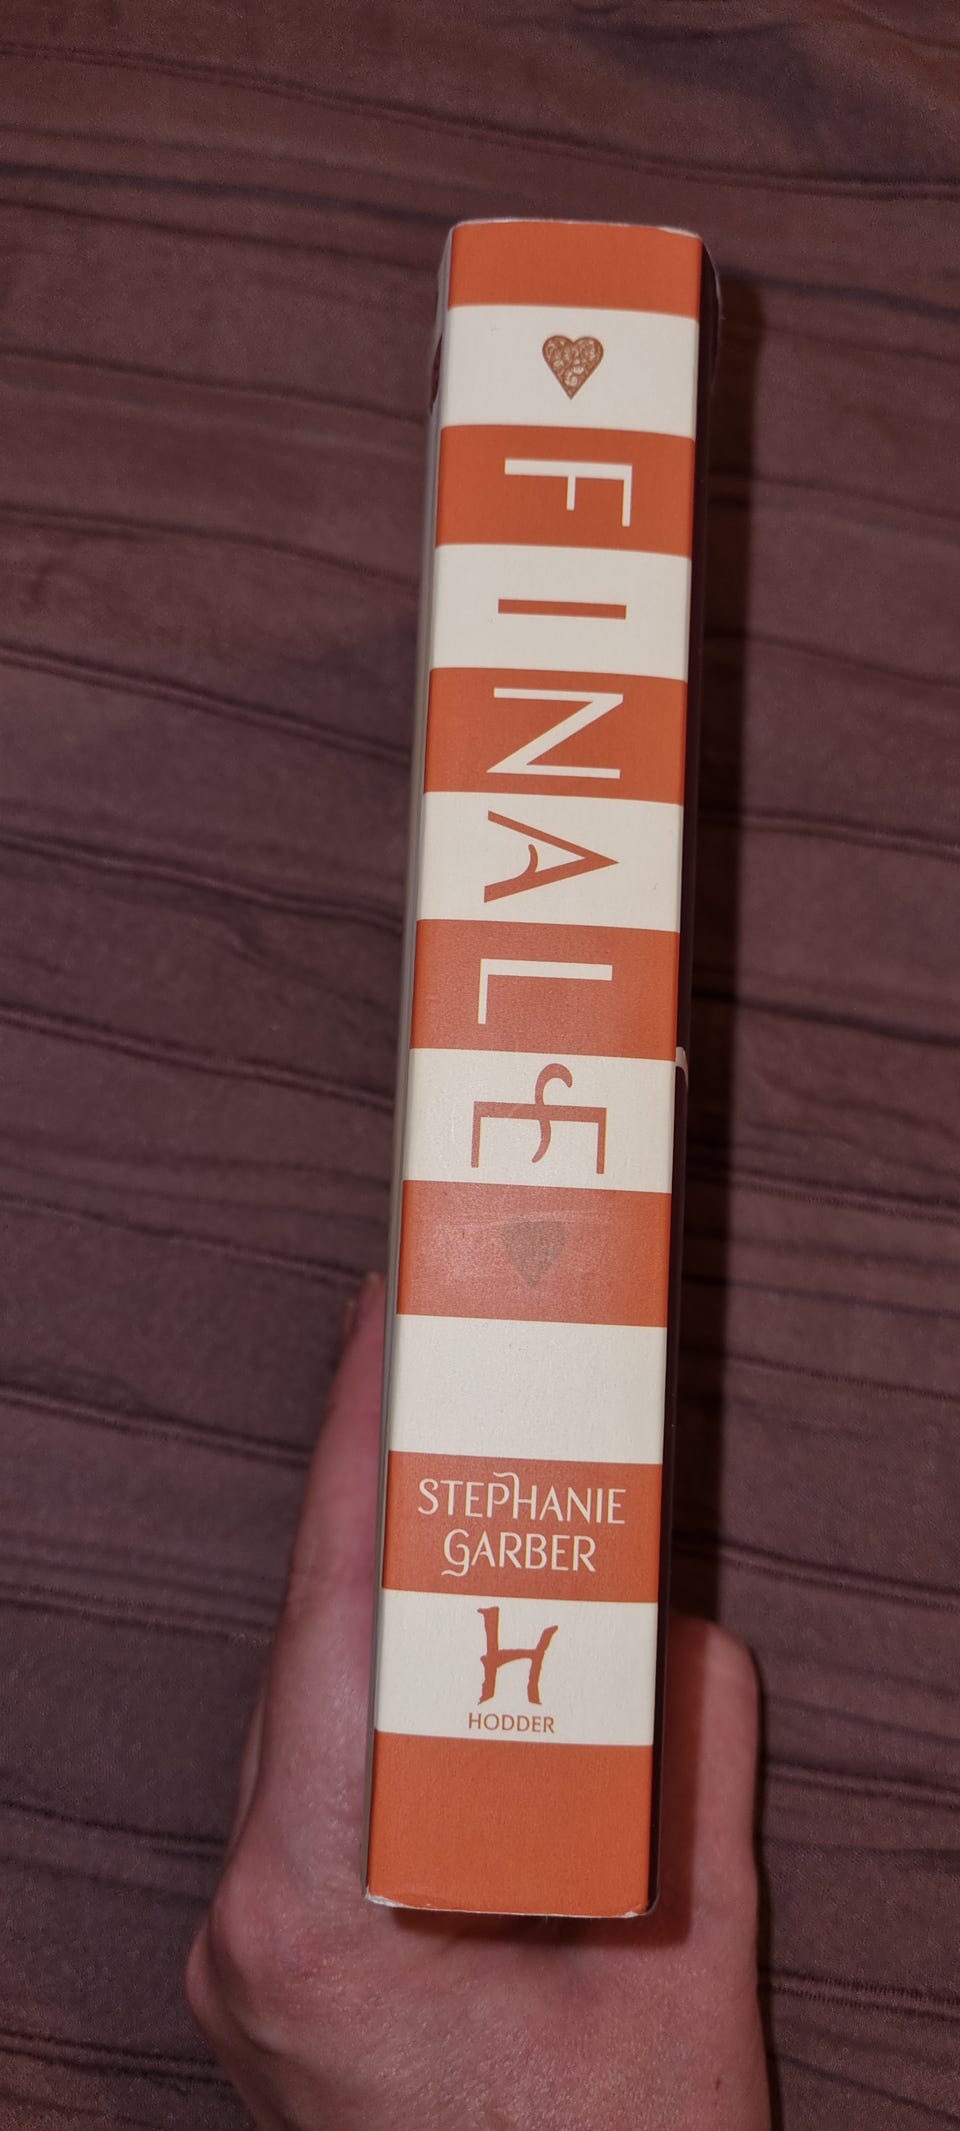 FINALE
STEPHANIE
GARBER
H
HODDER